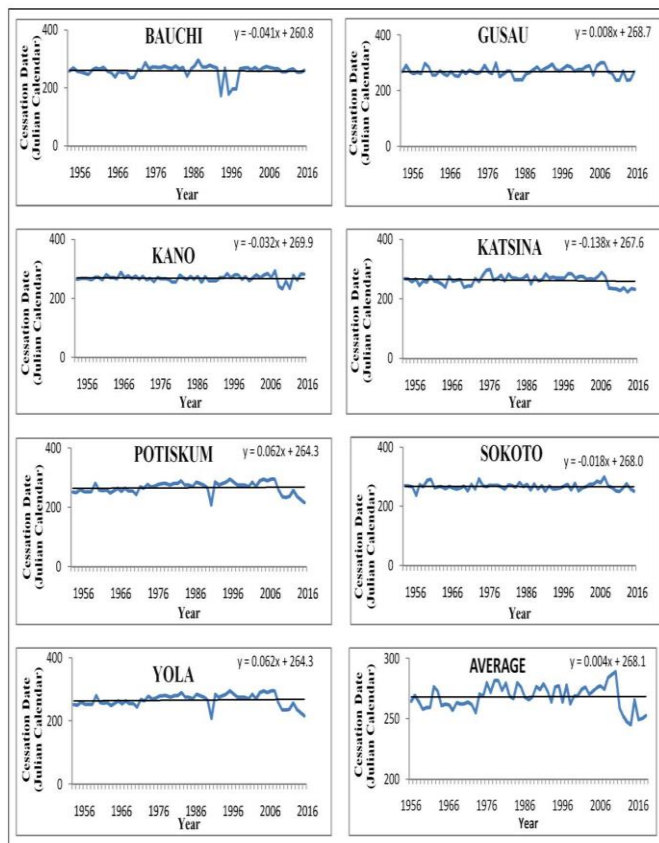 BAUCHI
y = -0.041x + 260.8
Cessation Date
(Julian Calendar)
400
200
0
1956 1966 1976 1986 1996 2006 2016
Year
GUSAU
y = 0.008x + 268.7
Cessation Date
(Julian Calendar)
400
200
0
1956 1966 1976 1986 1996 2006 2016
Year
KANO
y = -0.032x + 269.9
Cessation Date
(Julian Calendar)
400
200
0
1956 1966 1976 1986 1996 2006 2016
Year
KATSINA
y = -0.138x + 267.6
Cessation Date
(Julian Calendar)
400
200
0
1956 1966 1976 1986 1996 2006 2016
Year
POTISKUM
y = 0.062x + 264.3
Cessation Date
(Julian Calendar)
400
200
0
1956 1966 1976 1986 1996 2006 2016
Year
SOKOTO
y = -0.018x + 268.0
Cessation Date
(Julian Calendar)
400
200
0
1956 1966 1976 1986 1996 2006 2016
Year
YOLA
y = 0.062x + 264.3
Cessation Date
(Julian Calendar)
400
200
0
1956 1966 1976 1986 1996 2006 2016
Year
AVERAGE
y = 0.004x + 268.1
Cessation Date
(Julian Calendar)
300
250
200
1956 1966 1976 1986 1996 2006 2016
Year